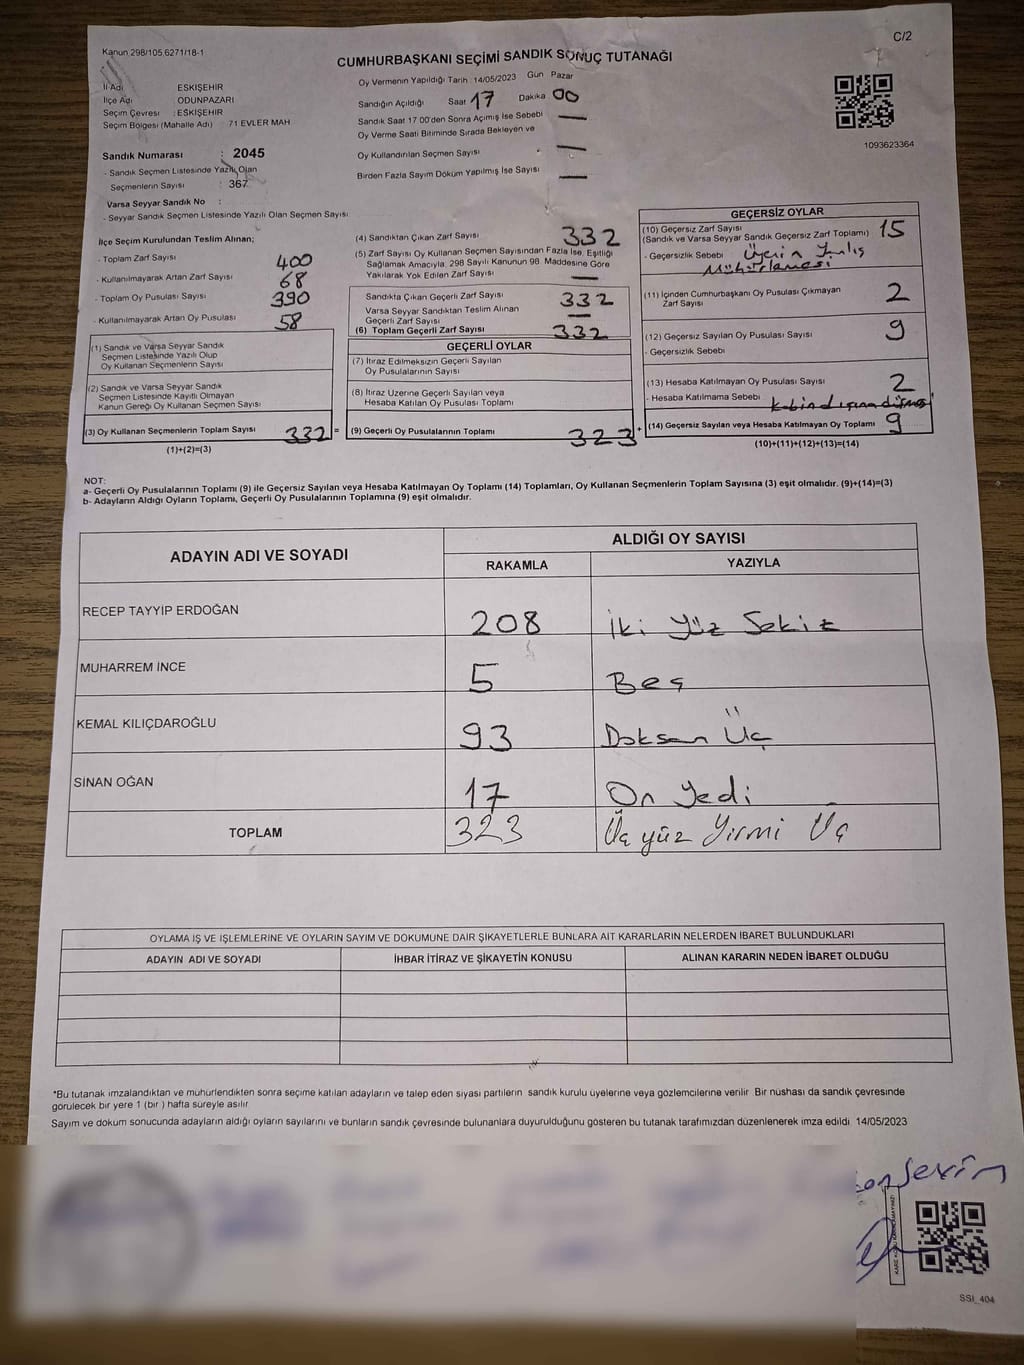 Kanun 298/105,6271/18-1
C/2
CUMHURBAŞKANI SEÇİMİ SANDIK SONUÇ TUTANAĞI
İl Adı ESKİŞEHİR
İlçe Adı ODUNPAZARI
Seçim Çevresi : ESKİŞEHİR
Seçim Bölgesi (Mahalle Adı) 71 EVLER MAH
Sandık Numarası : 2045
- Sandık Seçmen Listesinde Yazılı Olan
Seçmenlerin Sayısı : 367
Varsa Seyyar Sandık No :
- Seyyar Sandık Seçmen Listesinde Yazılı Olan Seçmen Sayısı
Oy Vermenin Yapıldığı Tarih : 14/05/2023 Gün Pazar
Sandığın Açıldığı Saat 17 Dakika 00
Sandık Saat 17 00'den Sonra Açımış İse Sebebi —
Oy Verme Saati Bitiminde Sırada Bekleyen ve
Oy Kullandırılan Seçmen Sayısı —
Birden Fazla Sayım Döküm Yapılmış İse Sayısı —
1093623364
İlçe Seçim Kurulundan Teslim Alınan;
- Toplam Zarf Sayısı 400
- Kullanılmayarak Artan Zarf Sayısı 68
- Toplam Oy Pusulası Sayısı 390
- Kullanılmayarak Artan Oy Pusulası 58
(1) Sandık ve Varsa Seyyar Sandık
Seçmen Listesinde Yazılı Olup
Oy Kullanan Seçmenlerin Sayısı
(2) Sandık ve Varsa Seyyar Sandık
Seçmen Listesinde Kayıtlı Olmayan
Kanun Gereği Oy Kullanan Seçmen Sayısı
(3) Oy Kullanan Seçmenlerin Toplam Sayısı 332 =
(1)+(2)=(3)
(4) Sandıktan Çıkan Zarf Sayısı 332
(5) Zarf Sayısı Oy Kullanan Seçmen Sayısından Fazla İse, Eşitliği
Sağlamak Amacıyla, 298 Sayılı Kanunun 98. Maddesine Göre
Yakılarak Yok Edilen Zarf Sayısı —
Sandıkta Çıkan Geçerli Zarf Sayısı 332
Varsa Seyyar Sandıktan Teslim Alınan
Geçerli Zarf Sayısı —
(6) Toplam Geçerli Zarf Sayısı 332
GEÇERLİ OYLAR
(7) İtiraz Edilmeksizin Geçerli Sayılan
Oy Pusulalarının Sayısı
(8) İtiraz Üzerine Geçerli Sayılan veya
Hesaba Katılan Oy Pusulası Toplamı
(9) Geçerli Oy Pusulalarının Toplamı 323 +
GEÇERSİZ OYLAR
(10) Geçersiz Zarf Sayısı 15
(Sandık ve Varsa Seyyar Sandık Geçersiz Zarf Toplamı)
- Geçersizlik Sebebi Üyenin Yanlış
Mühürlemesi
(11) İçinden Cumhurbaşkanı Oy Pusulası Çıkmayan
Zarf Sayısı 2
(12) Geçersiz Sayılan Oy Pusulası Sayısı 9
- Geçersizlik Sebebi
(13) Hesaba Katılmayan Oy Pusulası Sayısı 2
- Hesaba Katılmama Sebebi
(14) Geçersiz Sayılan veya Hesaba Katılmayan Oy Toplamı 9
(10)+(11)+(12)+(13)=(14)
NOT:
a- Geçerli Oy Pusulalarının Toplamı (9) ile Geçersiz Sayılan veya Hesaba Katılmayan Oy Toplamı (14) Toplamları, Oy Kullanan Seçmenlerin Toplam Sayısına (3) eşit olmalıdır. (9)+(14)=(3)
b- Adayların Aldığı Oyların Toplamı, Geçerli Oy Pusulalarının Toplamına (9) eşit olmalıdır.
ADAYIN ADI VE SOYADI
ALDIĞI OY SAYISI
RAKAMLA YAZIYLA
RECEP TAYYİP ERDOĞAN 208 İki Yüz Sekiz
MUHARREM İNCE 5 Beş
KEMAL KILIÇDAROĞLU 93 Doksan Üç
SİNAN OĞAN 17 On Yedi
TOPLAM 323 Üç yüz Yirmi Üç
OYLAMA İŞ VE İŞLEMLERİNE VE OYLARIN SAYIM VE DÖKÜMÜNE DAİR ŞİKAYETLERLE BUNLARA AİT KARARLARIN NELERDEN İBARET BULUNDUKLARI
ADAYIN ADI VE SOYADI İHBAR İTİRAZ VE ŞİKAYETİN KONUSU ALINAN KARARIN NEDEN İBARET OLDUĞU
*Bu tutanak imzalandıktan ve mühürlendikten sonra seçime katılan adayların ve talep eden siyasi partilerin sandık kurulu üyelerine veya gözlemcilerine verilir Bir nüshası da sandık çevresinde
görülecek bir yere 1 (bir ) hafta süreyle asılır
Sayım ve döküm sonucunda adayların aldığı oyların sayılarını ve bunların sandık çevresinde bulunanlara duyurulduğunu gösteren bu tutanak tarafımızdan düzenlenerek imza edildi 14/05/2023
SSI_404